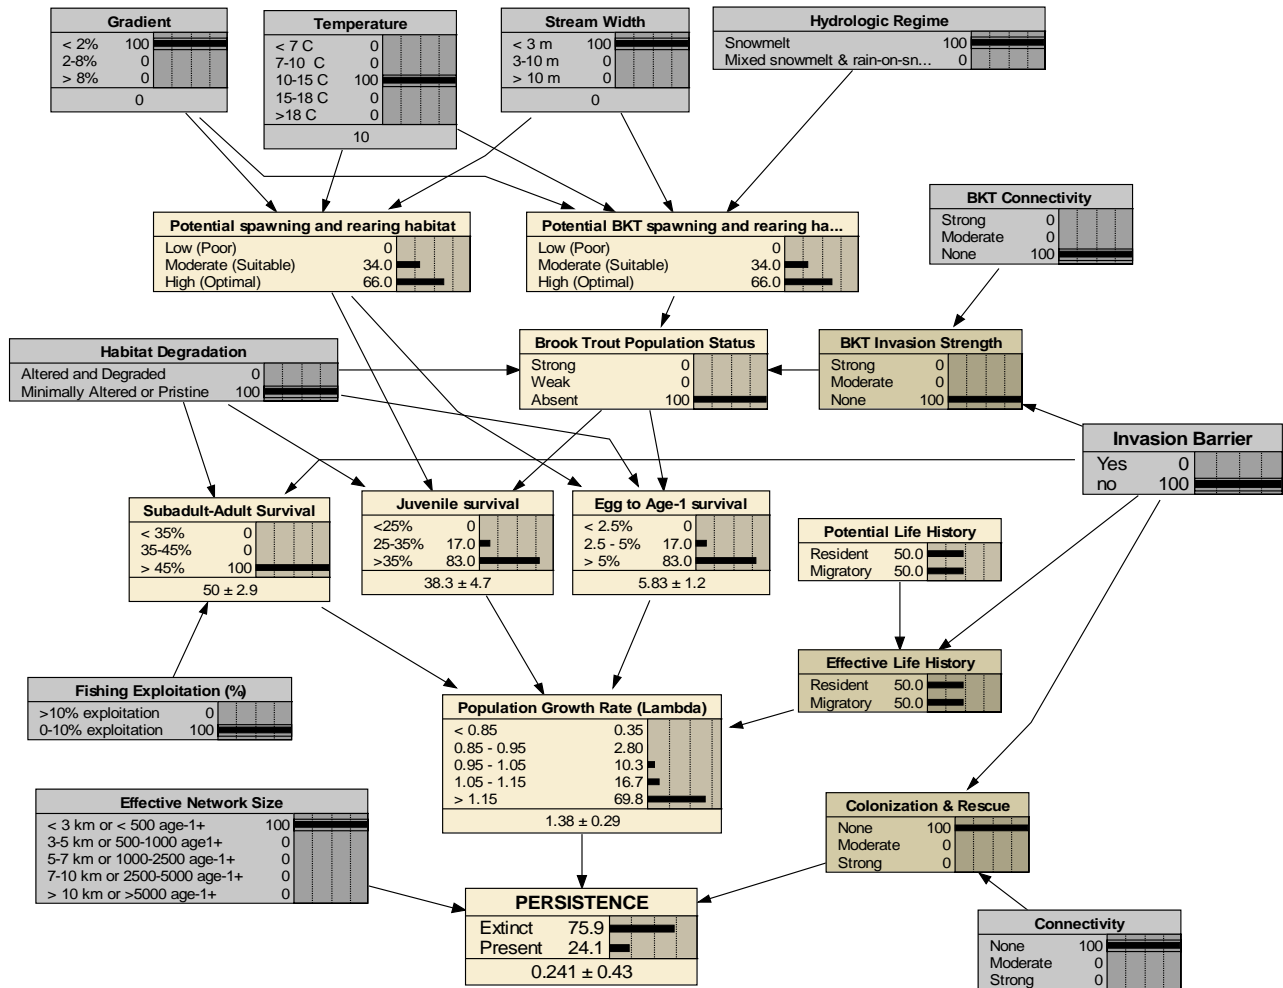 Gradient
< 2% 100
2-8% 0
> 8% 0
0
Temperature
< 7 C 0
7-10 C 0
10-15 C 100
15-18 C 0
>18 C 0
10
Stream Width
< 3 m 100
3-10 m 0
> 10 m 0
0
Hydrologic Regime
Snowmelt 100
Mixed snowmelt & rain-on-sn... 0
BKT Connectivity
Strong 0
Moderate 0
None 100
Potential spawning and rearing habitat
Low (Poor) 0
Moderate (Suitable) 34.0
High (Optimal) 66.0
Potential BKT spawning and rearing ha...
Low (Poor) 0
Moderate (Suitable) 34.0
High (Optimal) 66.0
Habitat Degradation
Altered and Degraded 0
Minimally Altered or Pristine 100
Brook Trout Population Status
Strong 0
Weak 0
Absent 100
BKT Invasion Strength
Strong 0
Moderate 0
None 100
Invasion Barrier
Yes 0
no 100
Subadult-Adult Survival
< 35% 0
35-45% 0
> 45% 100
50 ± 2.9
Juvenile survival
<25% 0
25-35% 17.0
>35% 83.0
38.3 ± 4.7
Egg to Age-1 survival
< 2.5% 0
2.5 - 5% 17.0
> 5% 83.0
5.83 ± 1.2
Potential Life History
Resident 50.0
Migratory 50.0
Effective Life History
Resident 50.0
Migratory 50.0
Fishing Exploitation (%)
>10% exploitation 0
0-10% exploitation 100
Population Growth Rate (Lambda)
< 0.85 0.35
0.85 - 0.95 2.80
0.95 - 1.05 10.3
1.05 - 1.15 16.7
> 1.15 69.8
1.38 ± 0.29
Effective Network Size
< 3 km or < 500 age-1+ 100
3-5 km or 500-1000 age1+ 0
5-7 km or 1000-2500 age-1+ 0
7-10 km or 2500-5000 age-1+ 0
> 10 km or >5000 age-1+ 0
Colonization & Rescue
None 100
Moderate 0
Strong 0
PERSISTENCE
Extinct 75.9
Present 24.1
0.241 ± 0.43
Connectivity
None 100
Moderate 0
Strong 0